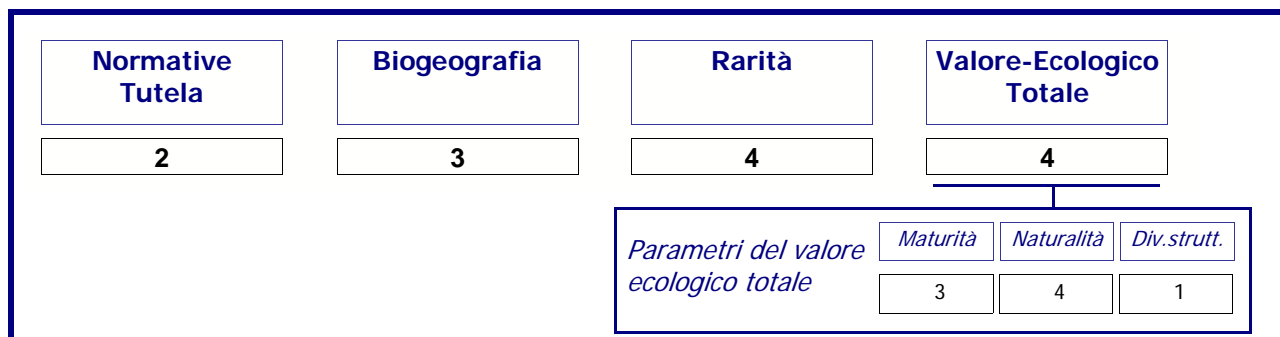 Normative
Tutela
Biogeografia
Rarità
Valore-Ecologico
Totale
2
3
4
4
Parametri del valore
ecologico totale
Maturità
Naturalità
Div.strutt.
3
4
1